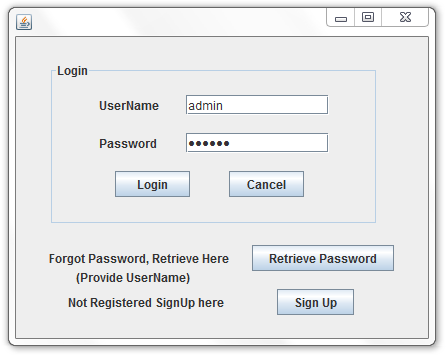 Login
UserName admin
Password ••••••
Login Cancel
Forgot Password, Retrieve Here Retrieve Password
(Provide UserName)
Not Registered SignUp here Sign Up